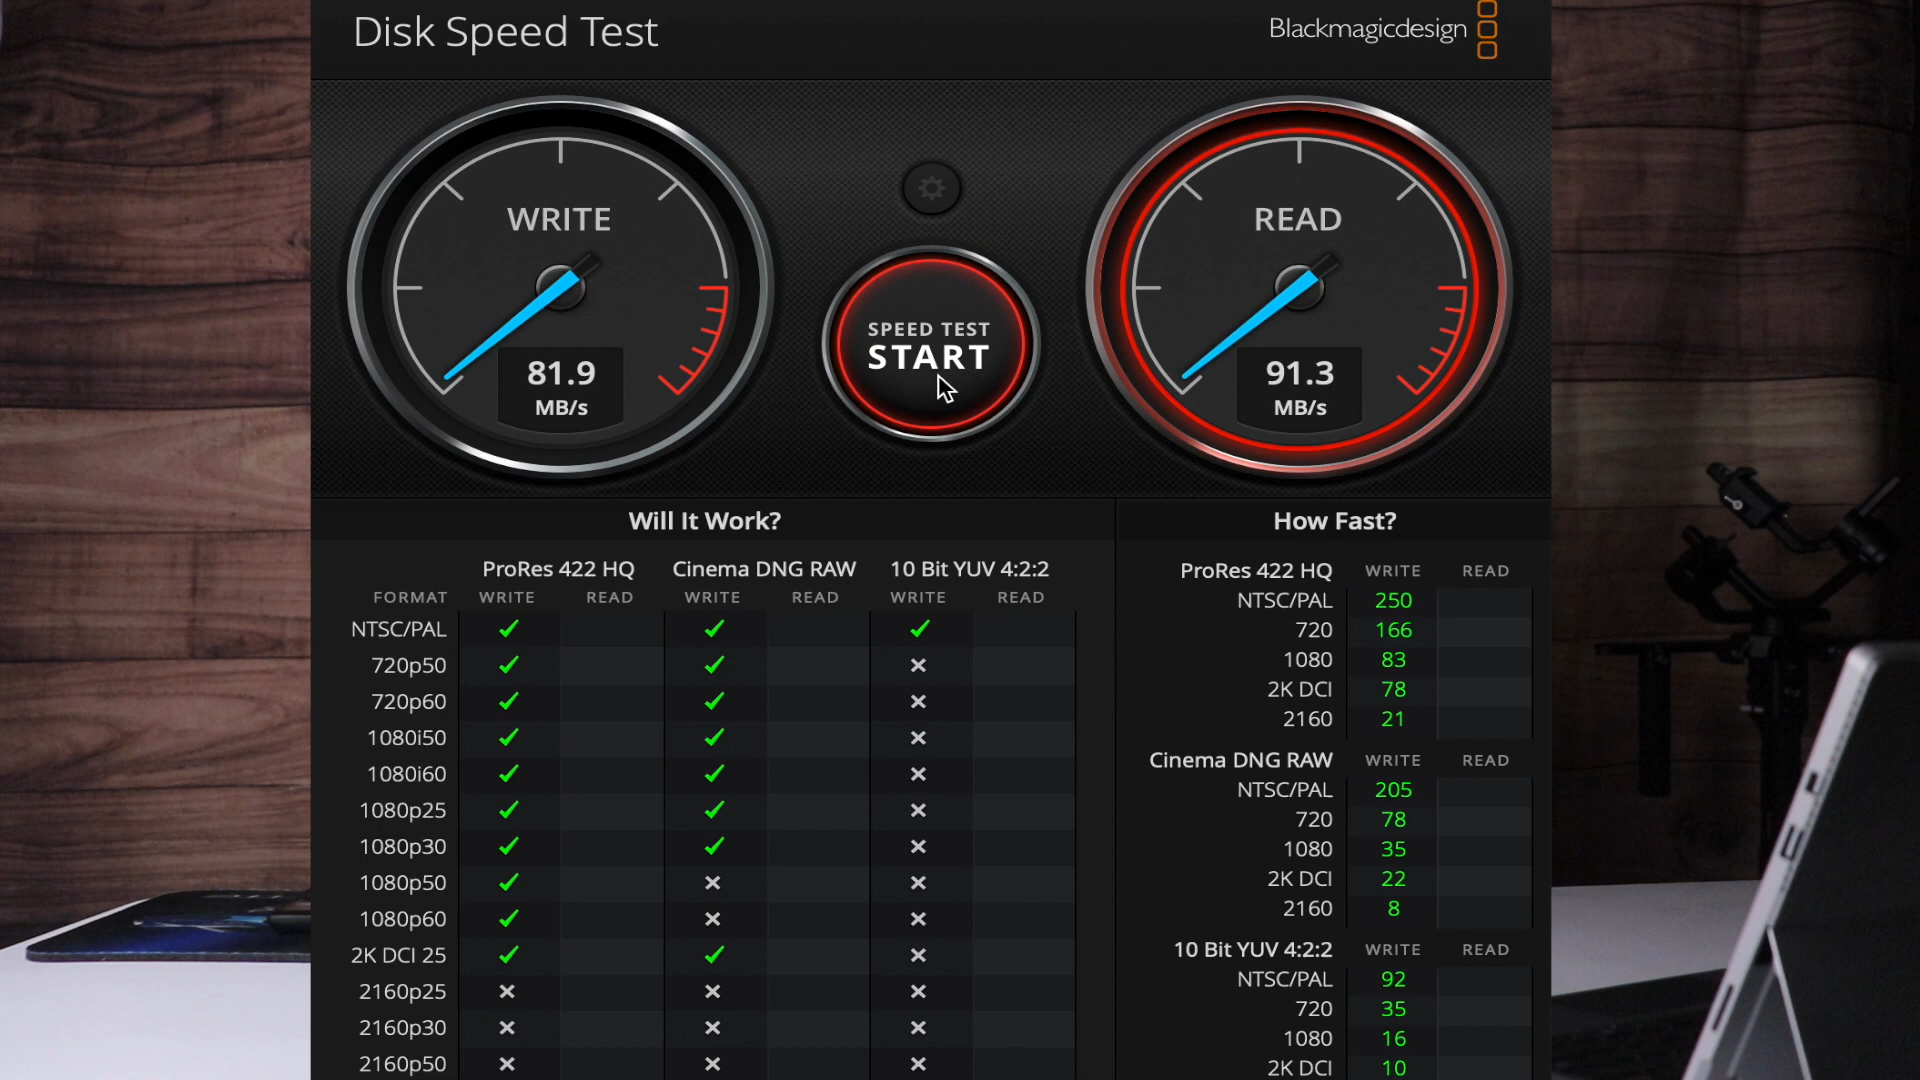 Disk Speed Test
Blackmagicdesign
WRITE
81.9
MB/s
SPEED TEST
START
READ
91.3
MB/s
Will It Work?
ProRes 422 HQ Cinema DNG RAW 10 Bit YUV 4:2:2
FORMAT WRITE READ WRITE READ WRITE READ
NTSC/PAL ✓ ✓ ✓
720p50 ✓ ✓ ✕
720p60 ✓ ✓ ✕
1080i50 ✓ ✓ ✕
1080i60 ✓ ✓ ✕
1080p25 ✓ ✓ ✕
1080p30 ✓ ✓ ✕
1080p50 ✓ ✕ ✕
1080p60 ✓ ✕ ✕
2K DCI 25 ✓ ✓ ✕
2160p25 ✕ ✕ ✕
2160p30 ✕ ✕ ✕
2160p50 ✕ ✕ ✕
How Fast?
ProRes 422 HQ WRITE READ
NTSC/PAL 250
720 166
1080 83
2K DCI 78
2160 21
Cinema DNG RAW WRITE READ
NTSC/PAL 205
720 78
1080 35
2K DCI 22
2160 8
10 Bit YUV 4:2:2 WRITE READ
NTSC/PAL 92
720 35
1080 16
2K DCI 10